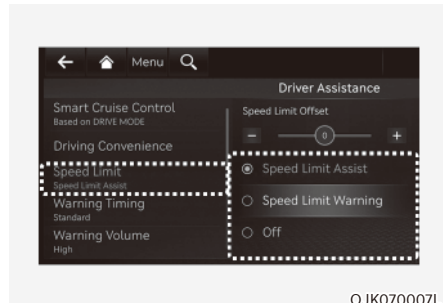 Menu
Driver Assistance
Smart Cruise Control
Based on DRIVE MODE
Driving Convenience
Speed Limit
Speed Limit Assist
Warning Timing
Standard
Warning Volume
High
Speed Limit Offset
- 0 +
Speed Limit Assist
Speed Limit Warning
Off
OJK070007L